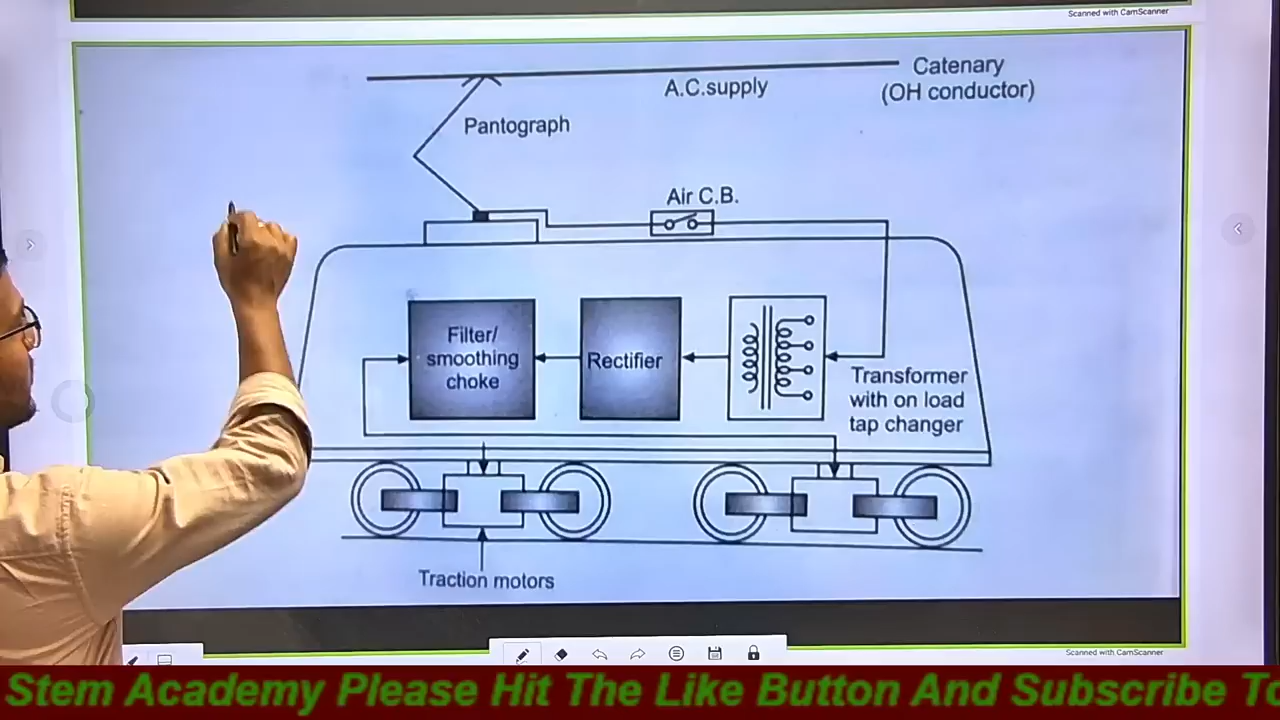 Scanned with CamScanner
Catenary
(OH conductor)
A.C.supply
Pantograph
Air C.B.
Filter/
smoothing
choke
Rectifier
Transformer
with on load
tap changer
Traction motors
Scanned with CamScanner
Stem Academy Please Hit The Like Button And Subscribe To